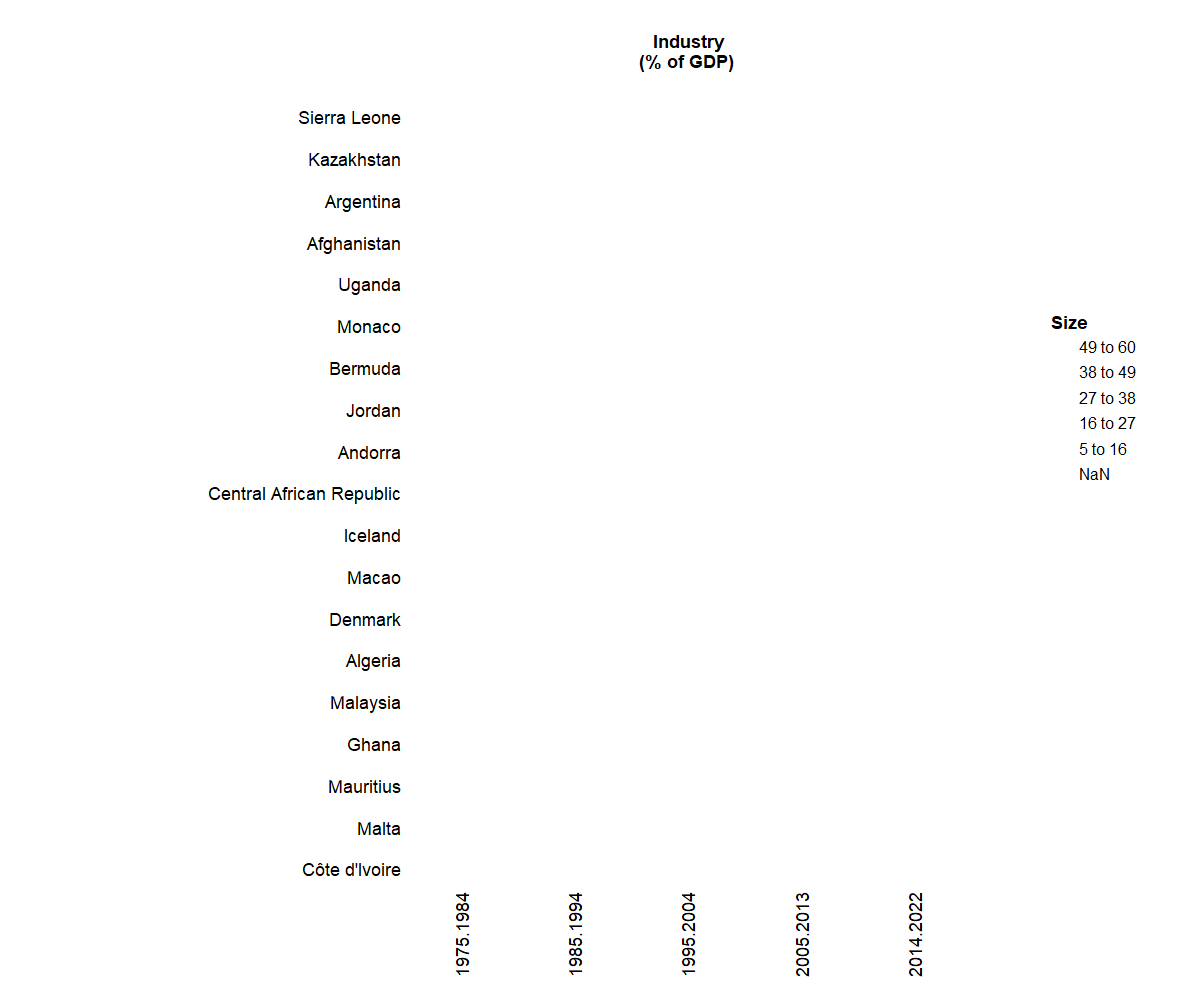 Industry
(% of GDP)
Sierra Leone
Kazakhstan
Argentina
Afghanistan
Uganda
Monaco
Bermuda
Jordan
Andorra
Central African Republic
Iceland
Macao
Denmark
Algeria
Malaysia
Ghana
Mauritius
Malta
Côte d'Ivoire
1975.1984
1985.1994
1995.2004
2005.2013
2014.2022
Size
49 to 60
38 to 49
27 to 38
16 to 27
5 to 16
NaN